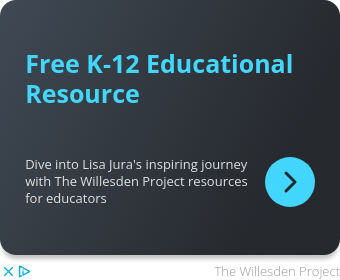 Free K-12 Educational
Resource
Dive into Lisa Jura's inspiring journey
with The Willesden Project resources
for educators
The Willesden Project